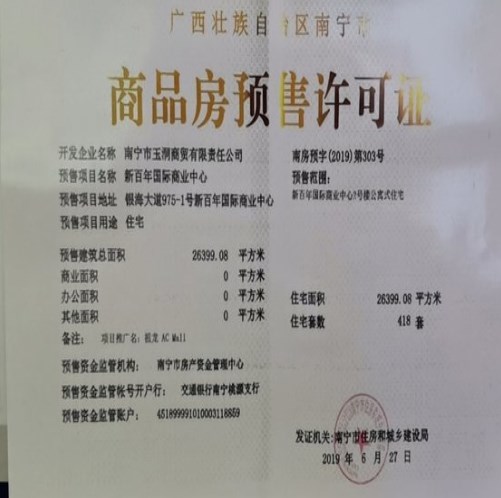 广西壮族自治区南宁市
商品房预售许可证
开发企业名称 南宁市玉洞商贸有限责任公司
南房预字(2019)第303号
预售项目名称 新百年国际商业中心
预售范围:
预售项目地址 银海大道975-1号新百年国际商业中心
新百年国际商业中心7号楼公寓式住宅
预售项目用途 住宅
预售建筑总面积 26399.08 平方米
商业面积 0 平方米
办公面积 0 平方米
住宅面积 26399.08 平方米
其他面积 0 平方米
住宅套数 418 套
备注: 项目推广名: 祖龙 AC Mall
预售资金监管机构: 南宁市房产资金管理中心
预售资金监管帐号开户行: 交通银行南宁桃源支行
预售资金监管账户: 451899991010003118859
发证机关:南宁市住房和城乡建设局
2019 年 6 月 27 日